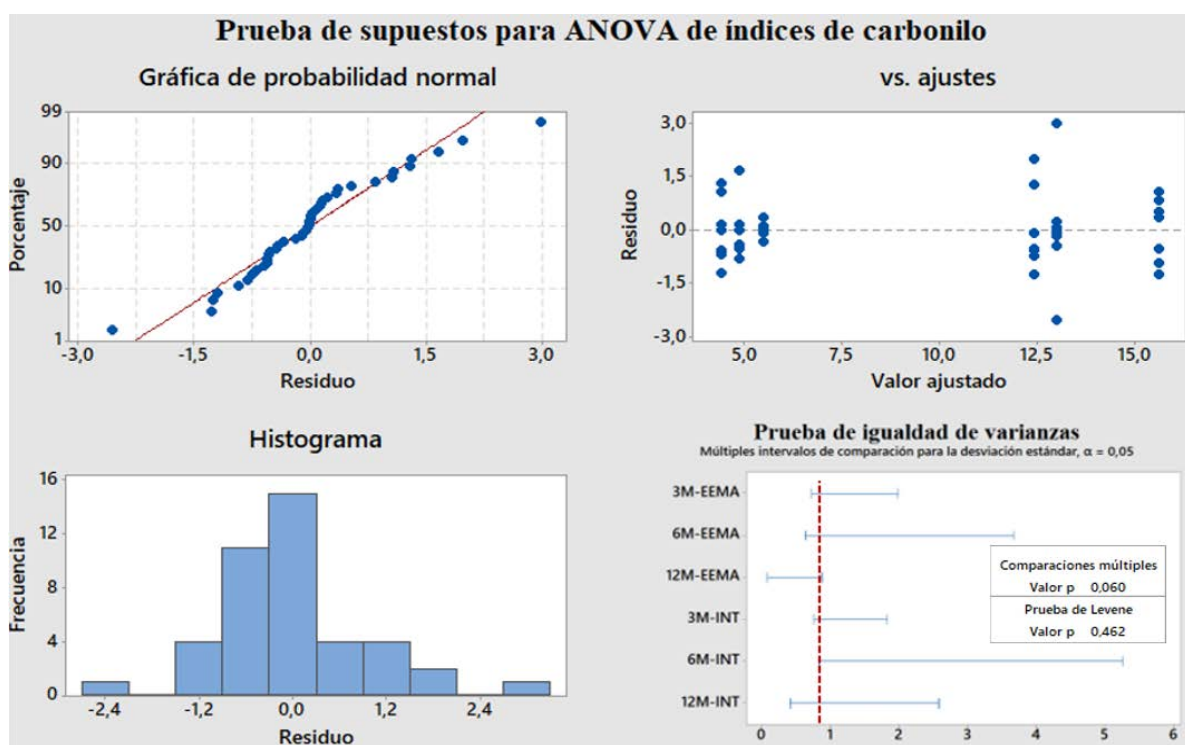 Prueba de supuestos para ANOVA de índices de carbonilo
Gráfica de probabilidad normal
99
90
50
10
1
Porcentaje
-3,0 -1,5 0,0 1,5 3,0
Residuo
vs. ajustes
3,0
1,5
0,0
-1,5
-3,0
Residuo
5,0 7,5 10,0 12,5 15,0
Valor ajustado
Histograma
16
12
8
4
0
Frecuencia
-2,4 -1,2 0,0 1,2 2,4
Residuo
Prueba de igualdad de varianzas
Múltiples intervalos de comparación para la desviación estándar, α = 0,05
3M-EEMA
6M-EEMA
12M-EEMA
3M-INT
6M-INT
12M-INT
Comparaciones múltiples
Valor p 0,060
Prueba de Levene
Valor p 0,462
0 1 2 3 4 5 6